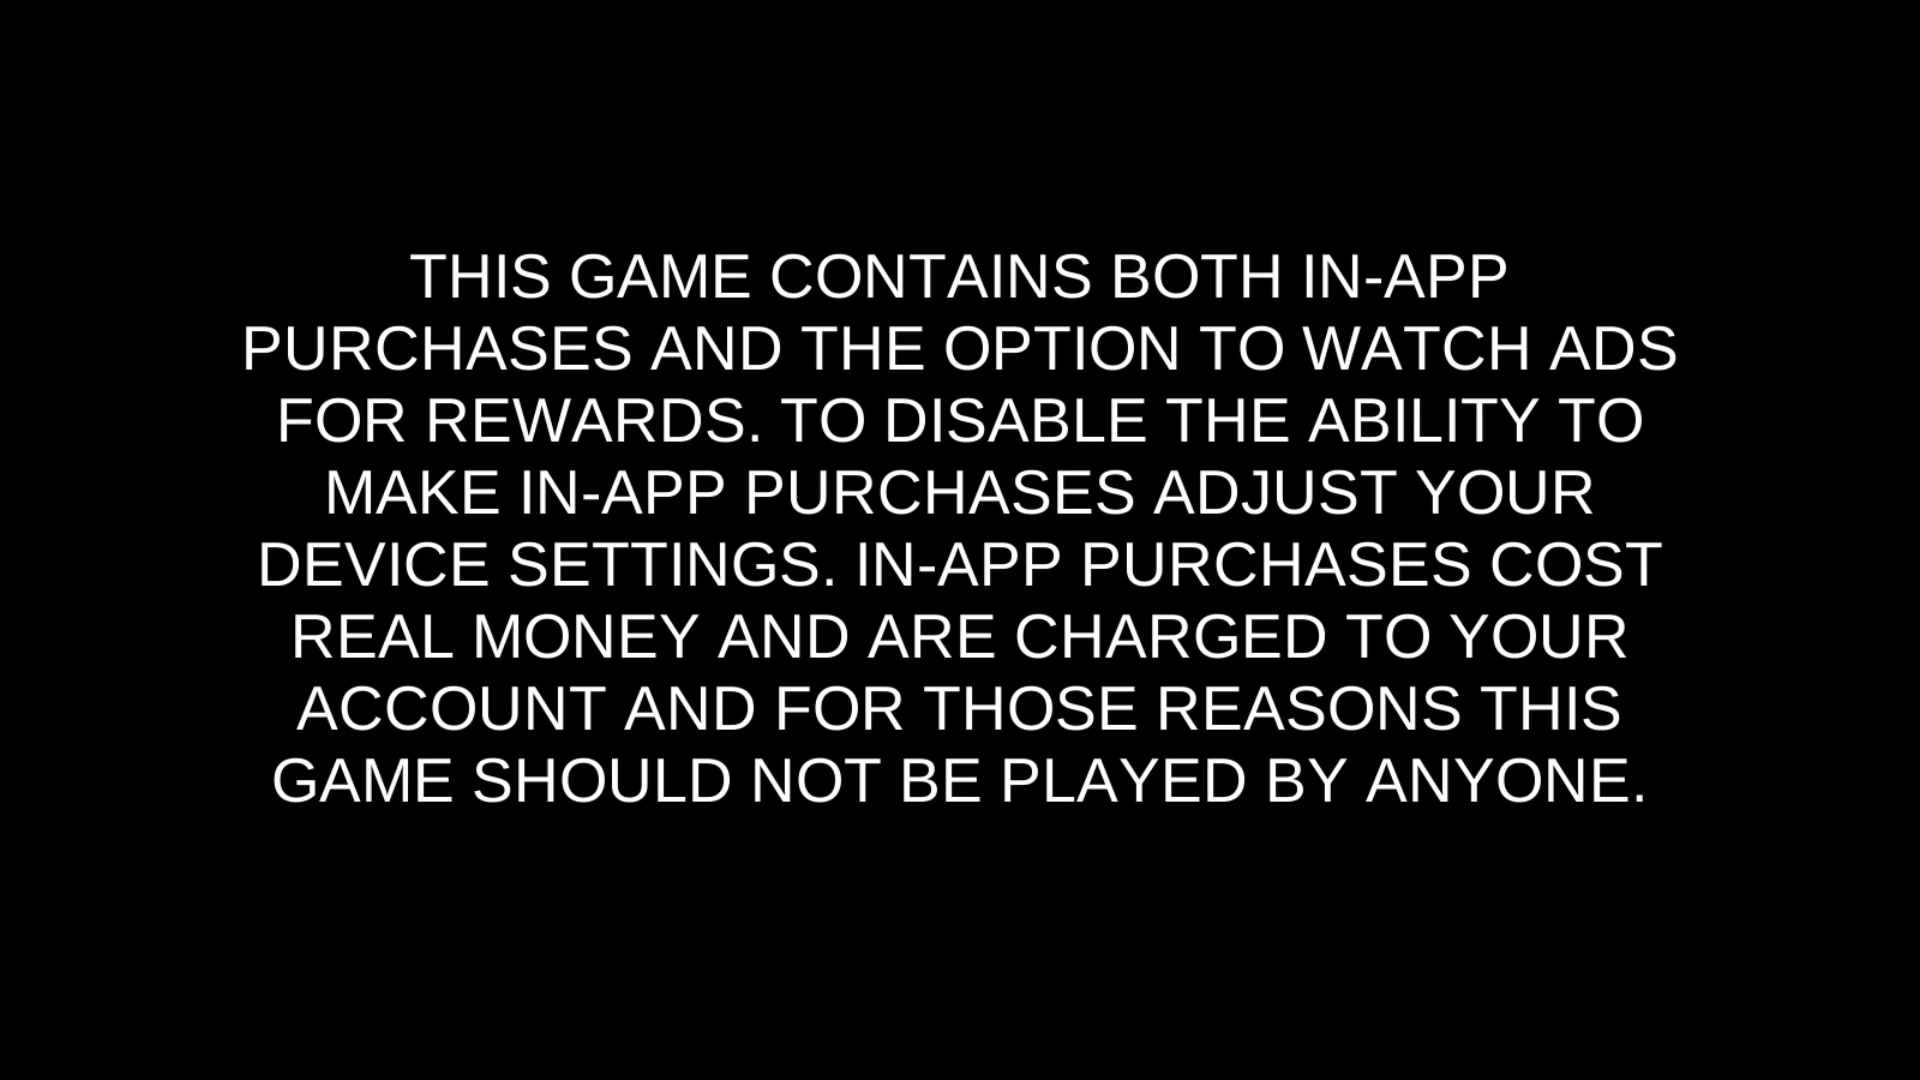 THIS GAME CONTAINS BOTH IN-APP
PURCHASES AND THE OPTION TO WATCH ADS
FOR REWARDS. TO DISABLE THE ABILITY TO
MAKE IN-APP PURCHASES ADJUST YOUR
DEVICE SETTINGS. IN-APP PURCHASES COST
REAL MONEY AND ARE CHARGED TO YOUR
ACCOUNT AND FOR THOSE REASONS THIS
GAME SHOULD NOT BE PLAYED BY ANYONE.